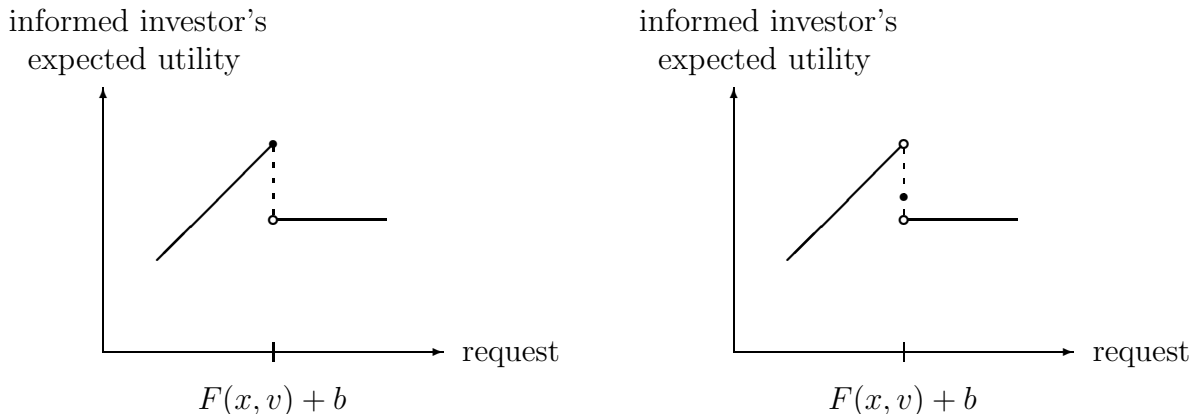 informed investor's
expected utility
request
F(x, v) + b
informed investor's
expected utility
request
F(x, v) + b